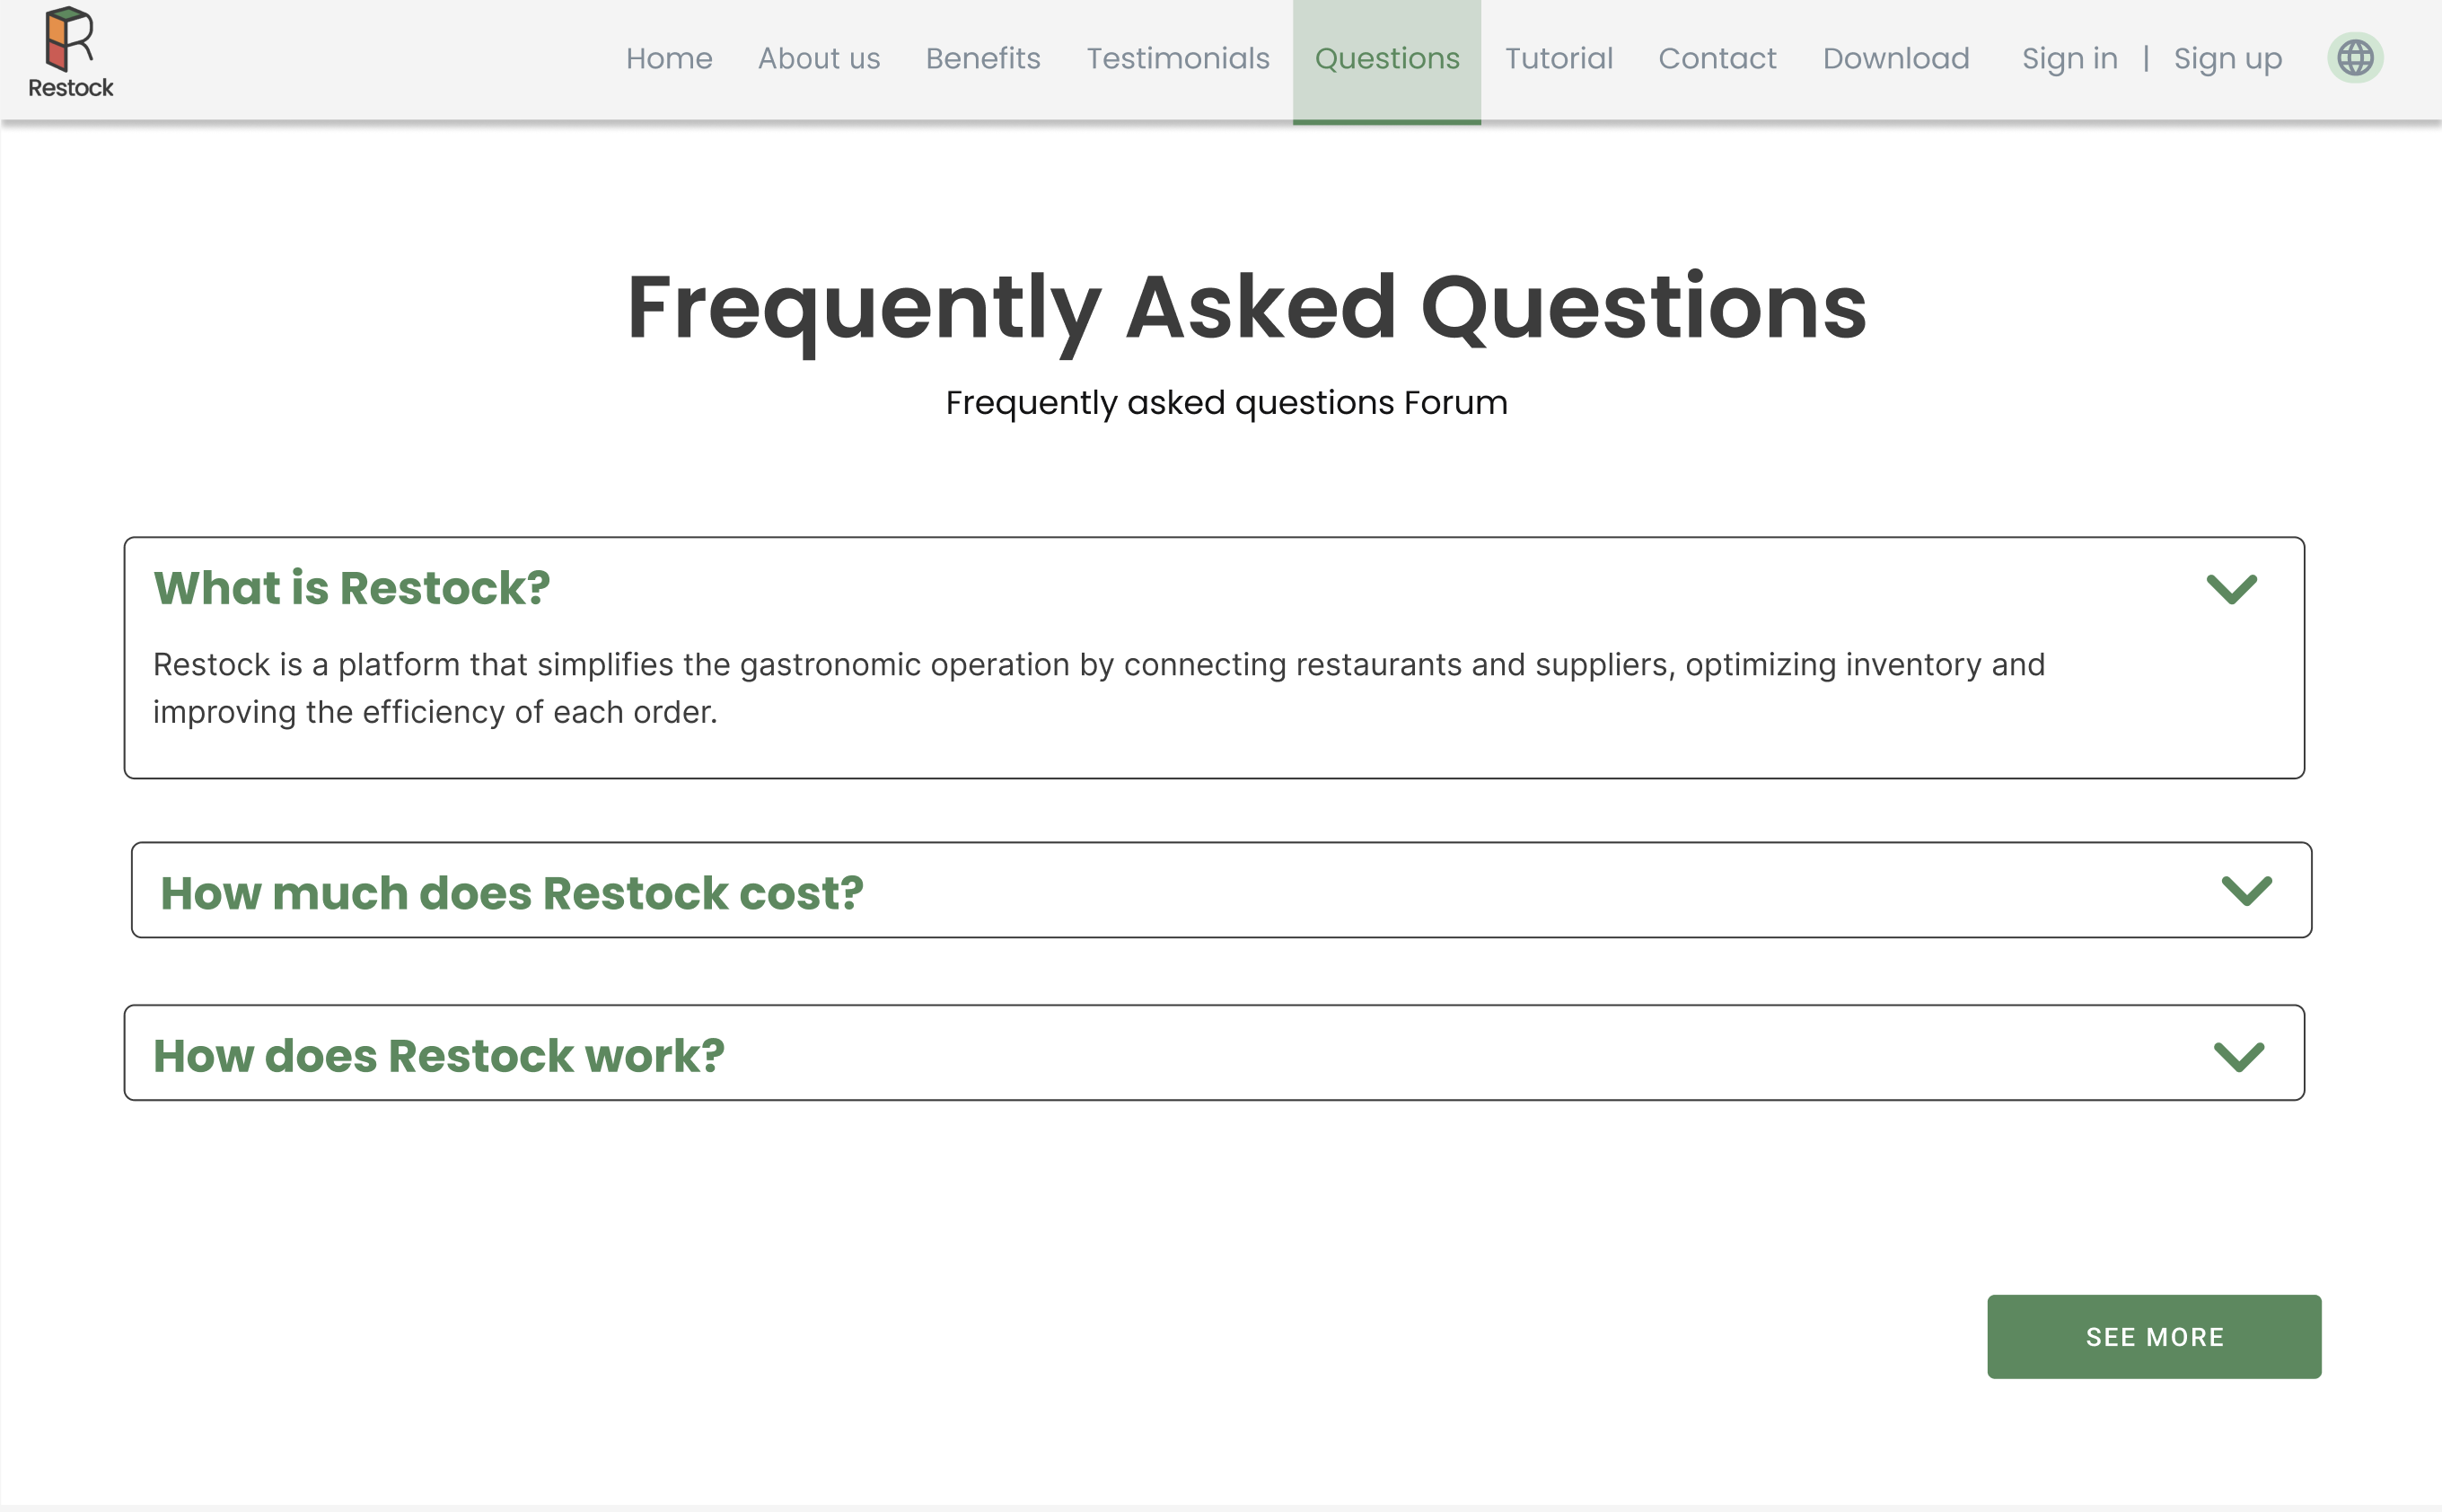 Restock
Home About us Benefits Testimonials Questions Tutorial Contact Download Sign in | Sign up
Frequently Asked Questions
Frequently asked questions Forum
What is Restock?
Restock is a platform that simplifies the gastronomic operation by connecting restaurants and suppliers, optimizing inventory and
improving the efficiency of each order.
How much does Restock cost?
How does Restock work?
SEE MORE